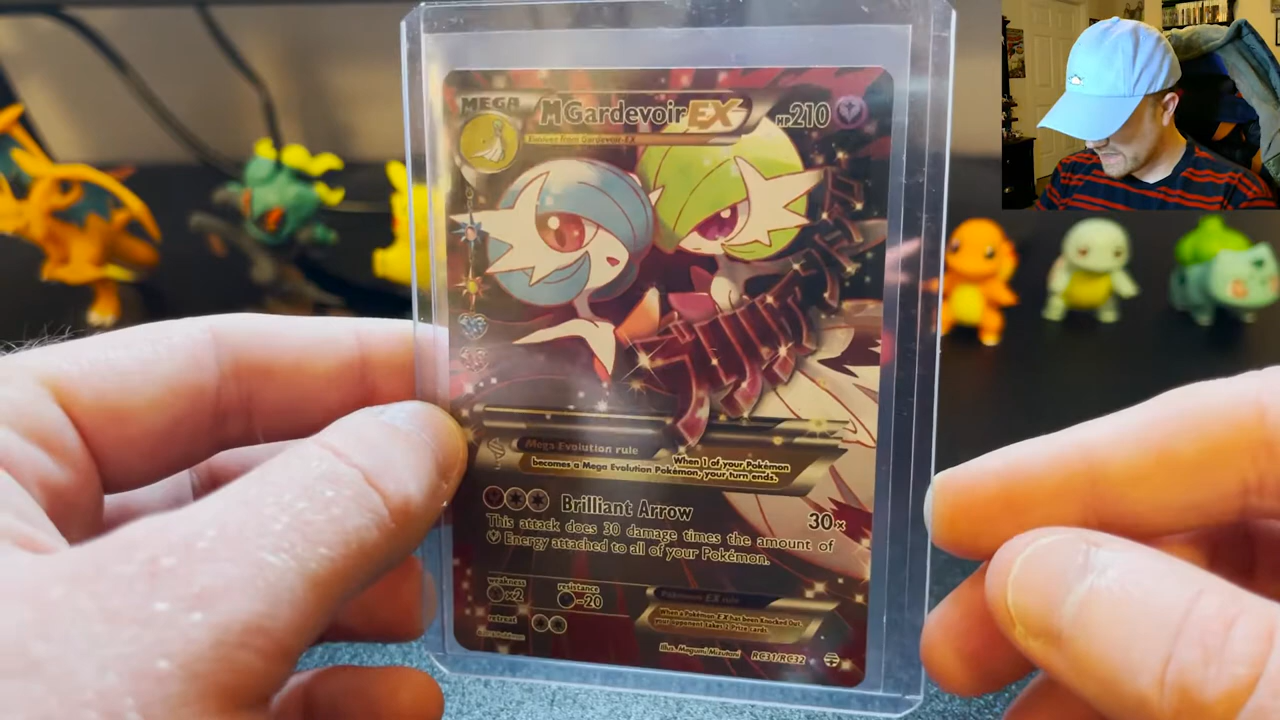 MEGA
M Gardevoir EX
HP 210
Evolves from Gardevoir-EX
Mega Evolution rule
When 1 of your Pokémon
becomes a Mega Evolution Pokémon, your turn ends.
Brilliant Arrow 30×
This attack does 30 damage times the amount of
Energy attached to all of your Pokémon.
weakness resistance
×2 -20
Pokémon EX rule
When a Pokémon-EX has been Knocked Out,
your opponent takes 2 Prize cards.
retreat
Illus. Megumi Mizutani RC31/RC32